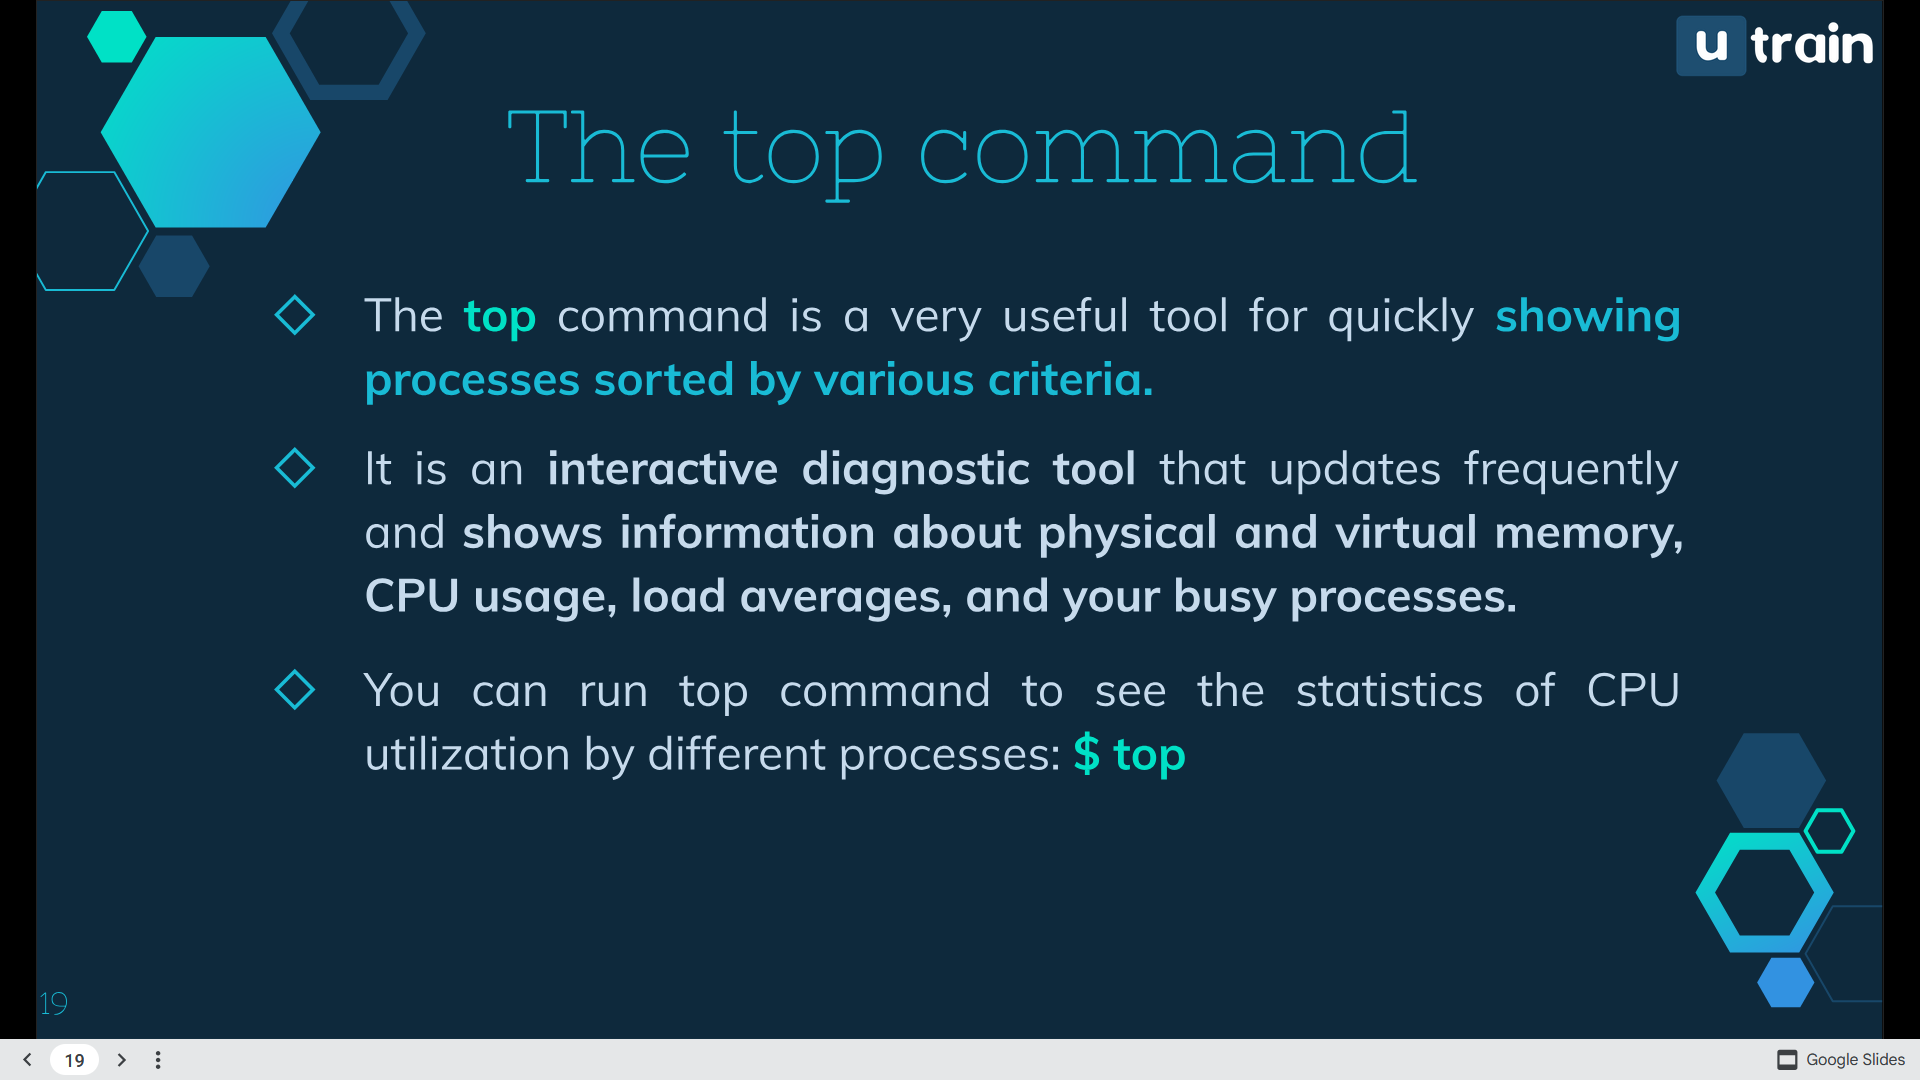 u train
The top command
The top command is a very useful tool for quickly showing
processes sorted by various criteria.
It is an interactive diagnostic tool that updates frequently
and shows information about physical and virtual memory,
CPU usage, load averages, and your busy processes.
You can run top command to see the statistics of CPU
utilization by different processes: $ top
19
19
Google Slides